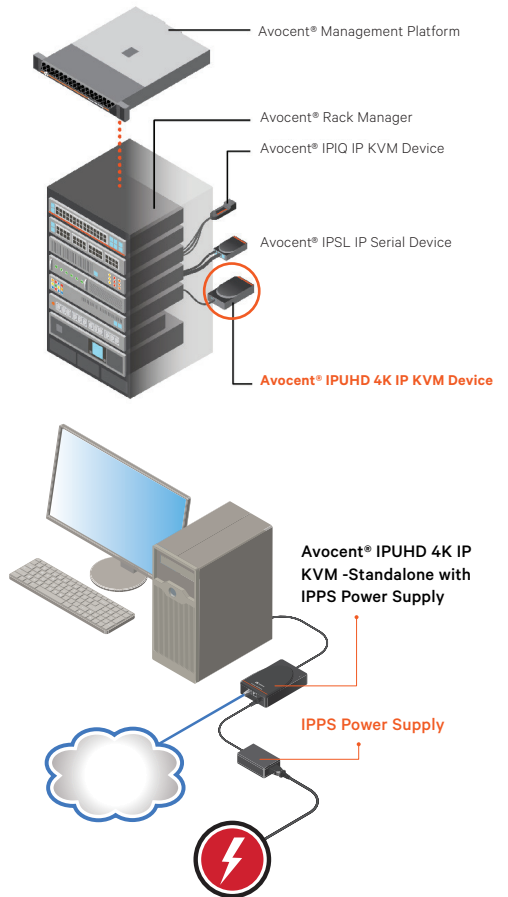 Avocent® Management Platform
Avocent® Rack Manager
Avocent® IPIQ IP KVM Device
Avocent® IPSL IP Serial Device
Avocent® IPUHD 4K IP KVM Device
Avocent® IPUHD 4K IP
KVM -Standalone with
IPPS Power Supply
IPPS Power Supply